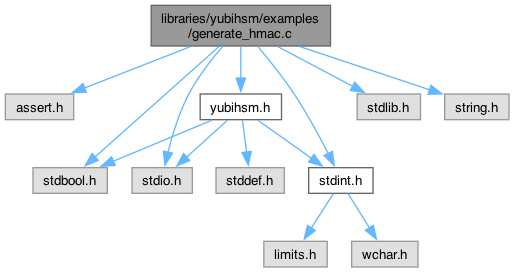 libraries/yubihsm/examples
/generate_hmac.c
assert.h
yubihsm.h
stdlib.h
string.h
stdbool.h
stdio.h
stddef.h
stdint.h
limits.h
wchar.h